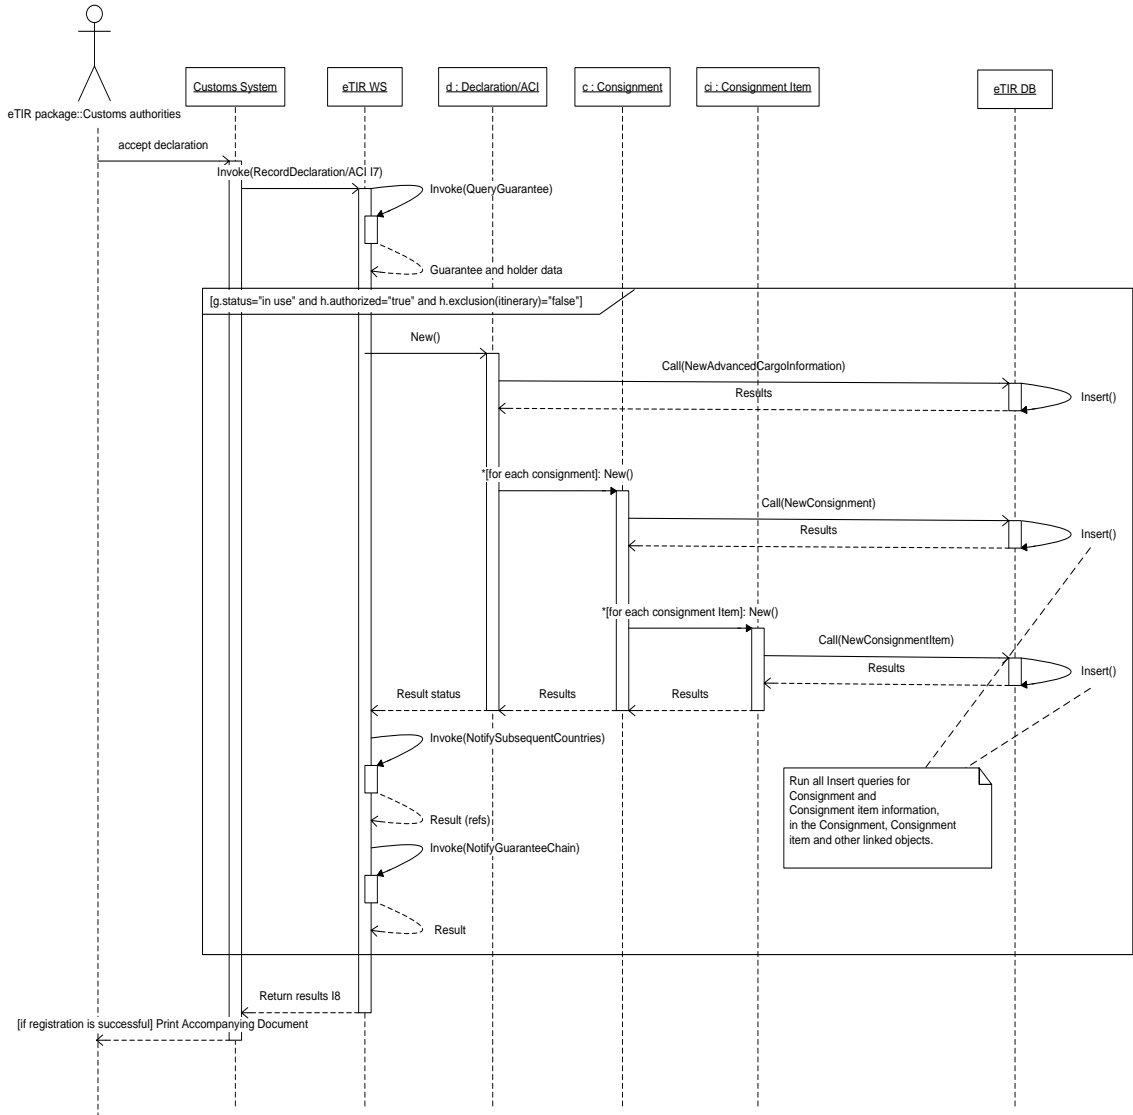 Customs System
eTIR WS
d : Declaration/ACI
c : Consignment
ci : Consignment Item
eTIR DB
eTIR package::Customs authorities
accept declaration
Invoke(RecordDeclaration/ACI I7)
Invoke(QueryGuarantee)
Guarantee and holder data
[g.status="in use" and h.authorized="true" and h.exclusion(itinerary)="false"]
New()
Call(NewAdvancedCargoInformation)
Results
Insert()
*[for each consignment]: New()
Call(NewConsignment)
Results
Insert()
*[for each consignment Item]: New()
Call(NewConsignmentItem)
Results
Insert()
Result status
Results
Results
Invoke(NotifySubsequentCountries)
Run all Insert queries for
Consignment and
Consignment item information,
in the Consignment, Consignment
item and other linked objects.
Result (refs)
Invoke(NotifyGuaranteeChain)
Result
Return results I8
[if registration is successful] Print Accompanying Document